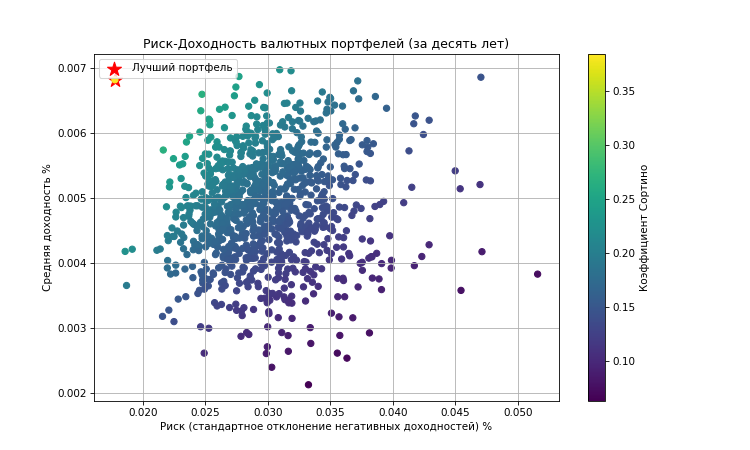 Риск-Доходность валютных портфелей (за десять лет)
Лучший портфель
0.007
0.006
0.005
0.004
0.003
0.002
Средняя доходность %
0.020 0.025 0.030 0.035 0.040 0.045 0.050
Риск (стандартное отклонение негативных доходностей) %
0.35
0.30
0.25
0.20
0.15
0.10
Коэффициент Сортино